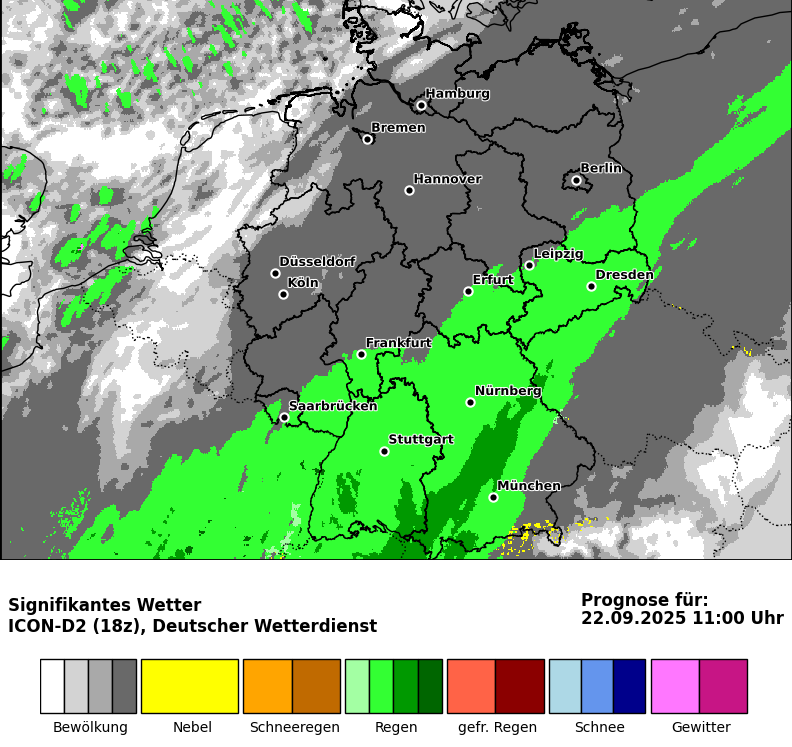 Hamburg
Bremen
Hannover
Berlin
Düsseldorf
Köln
Leipzig
Erfurt
Dresden
Frankfurt
Saarbrücken
Nürnberg
Stuttgart
München
Signifikantes Wetter
ICON-D2 (18z), Deutscher Wetterdienst
Prognose für:
22.09.2025 11:00 Uhr
Bewölkung
Nebel
Schneeregen
Regen
gefr. Regen
Schnee
Gewitter